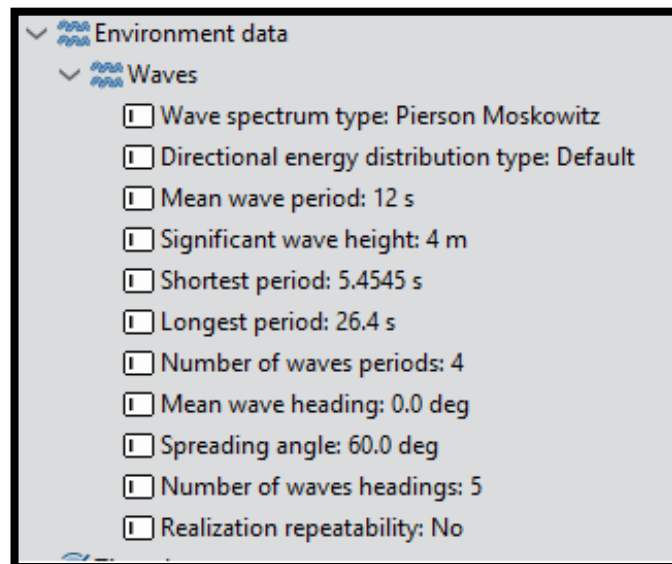 Environment data
Waves
Wave spectrum type: Pierson Moskowitz
Directional energy distribution type: Default
Mean wave period: 12 s
Significant wave height: 4 m
Shortest period: 5.4545 s
Longest period: 26.4 s
Number of waves periods: 4
Mean wave heading: 0.0 deg
Spreading angle: 60.0 deg
Number of waves headings: 5
Realization repeatability: No